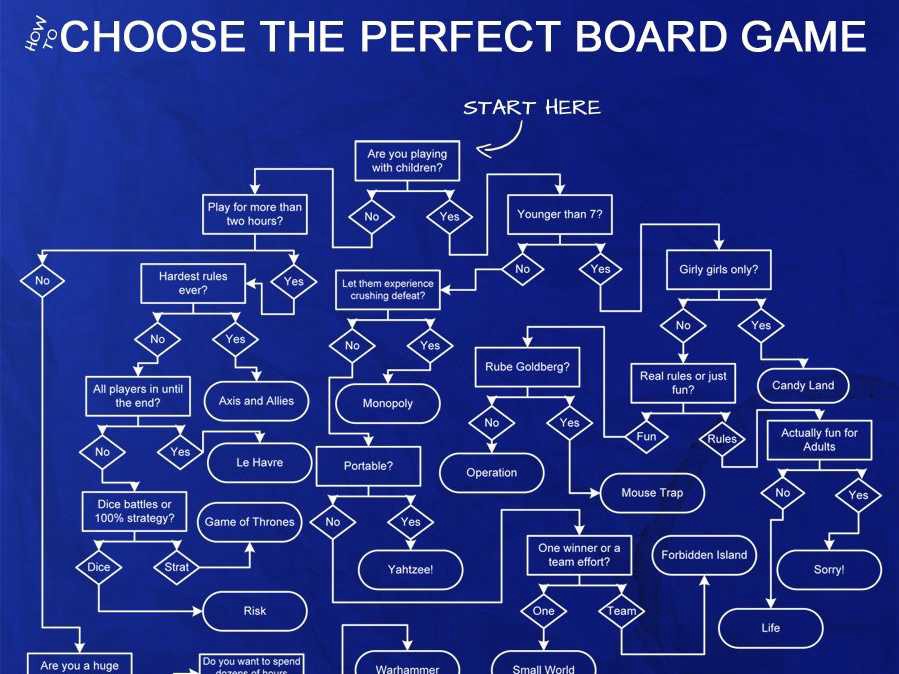 HOW
TO
CHOOSE THE PERFECT BOARD GAME
START HERE
Are you playing
with children?
No
Yes
Play for more than
two hours?
Younger than 7?
No
Yes
No
Yes
Hardest rules
ever?
Let them experience
crushing defeat?
Girly girls only?
No
Yes
No
Yes
No
Yes
All players in until
the end?
Axis and Allies
Monopoly
Rube Goldberg?
Real rules or just
fun?
Candy Land
No
Yes
No
Yes
Fun
Rules
Actually fun for
Adults
Le Havre
Portable?
Operation
Mouse Trap
No
Yes
Dice battles or
100% strategy?
Game of Thrones
No
Yes
Dice
Strat
Yahtzee!
One winner or a
team effort?
Forbidden Island
Sorry!
Risk
One
Team
Life
Are you a huge
Do you want to spend
dozens of hours
Warhammer
Small World